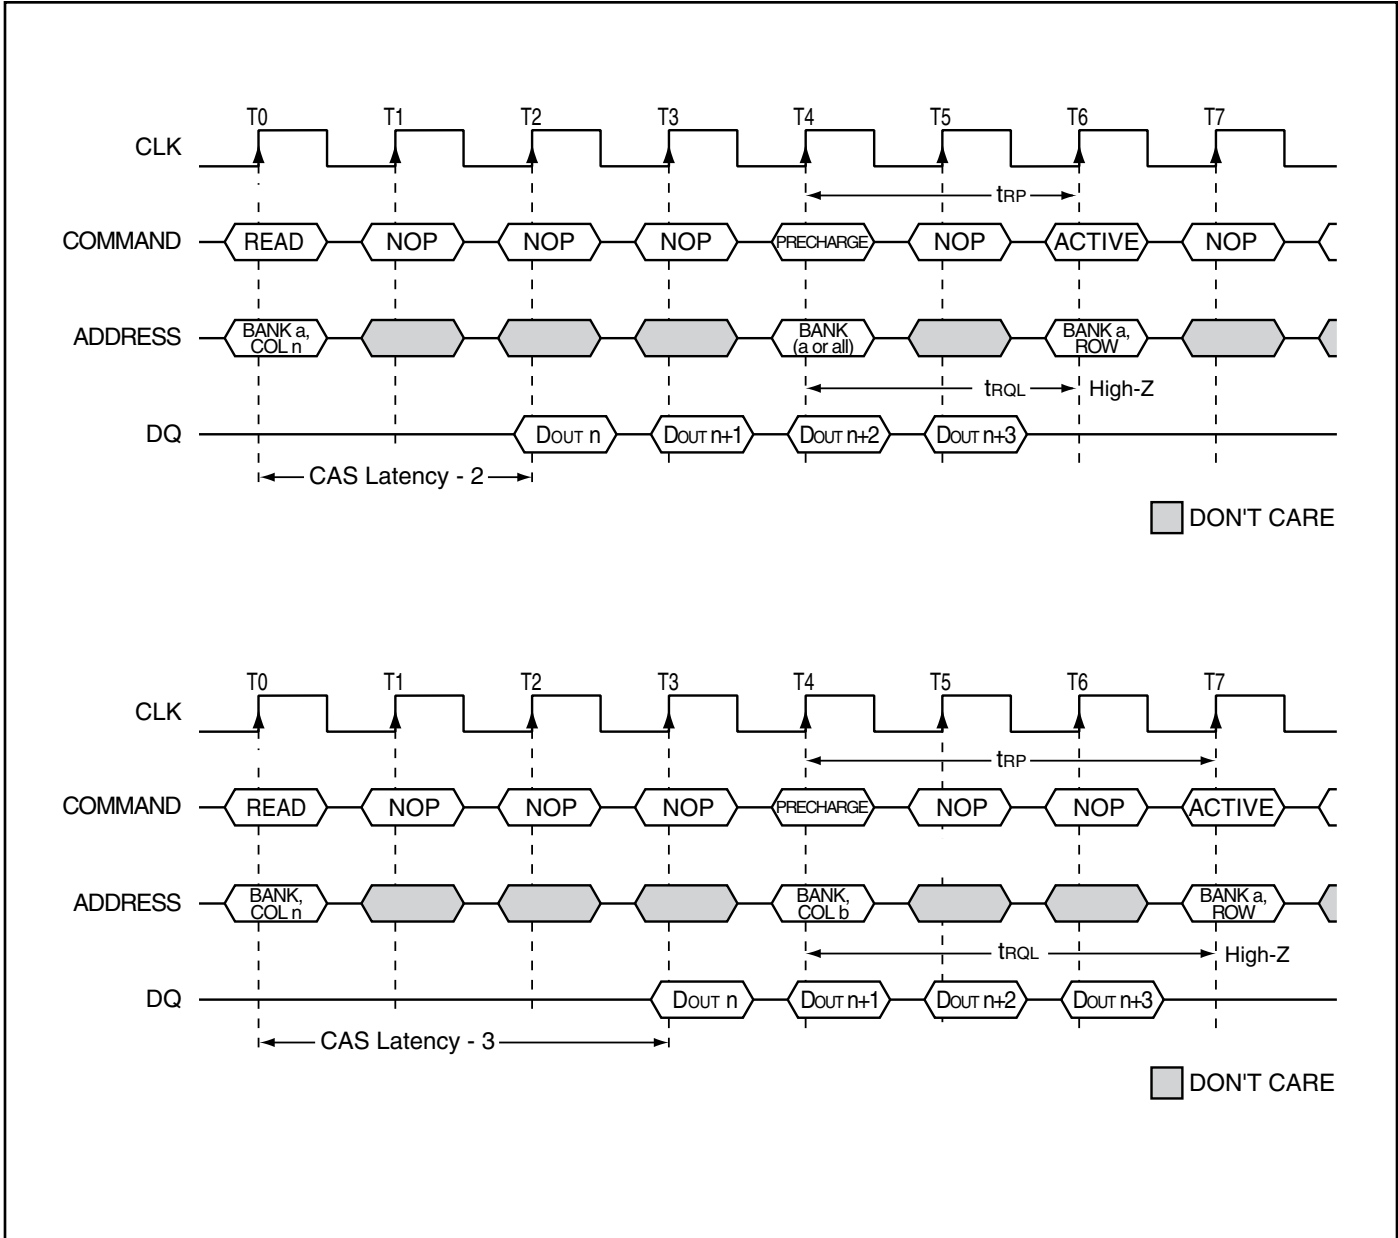 T0 T1 T2 T3 T4 T5 T6 T7
CLK
tRP
COMMAND READ NOP NOP NOP PRECHARGE NOP ACTIVE NOP
ADDRESS BANK a, COL n BANK (a or all) BANK a, ROW
tRQL High-Z
DQ DOUT n DOUT n+1 DOUT n+2 DOUT n+3
CAS Latency - 2
DON'T CARE
T0 T1 T2 T3 T4 T5 T6 T7
CLK
tRP
COMMAND READ NOP NOP NOP PRECHARGE NOP NOP ACTIVE
ADDRESS BANK, COL n BANK, COL b BANK a, ROW
tRQL High-Z
DQ DOUT n DOUT n+1 DOUT n+2 DOUT n+3
CAS Latency - 3
DON'T CARE